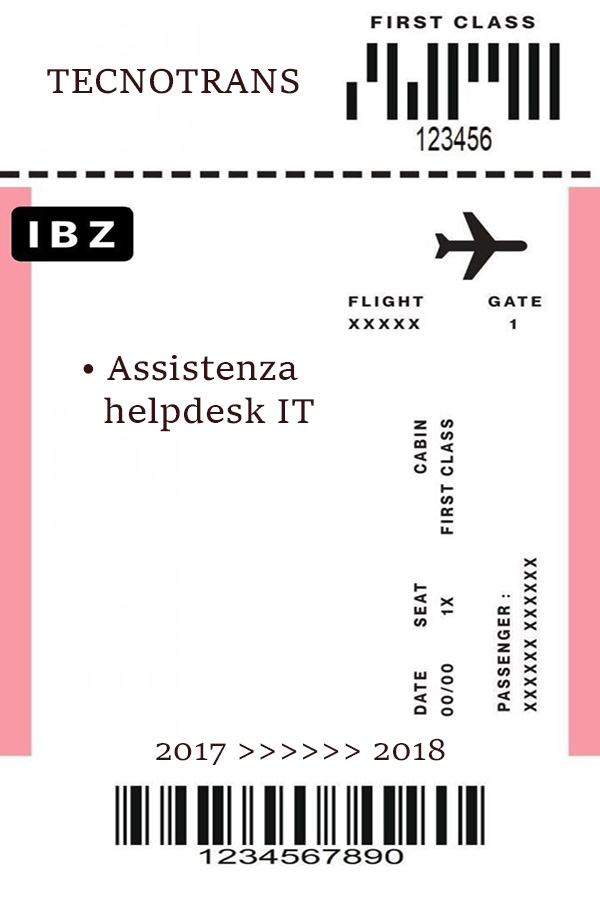 FIRST CLASS
TECNOTRANS
123456
IBZ
FLIGHT
XXXXX
GATE
1
• Assistenza
helpdesk IT
CABIN
FIRST CLASS
SEAT
1X
DATE
00/00
PASSENGER :
XXXXXX XXXXXX
2017 >>>>>> 2018
1234567890